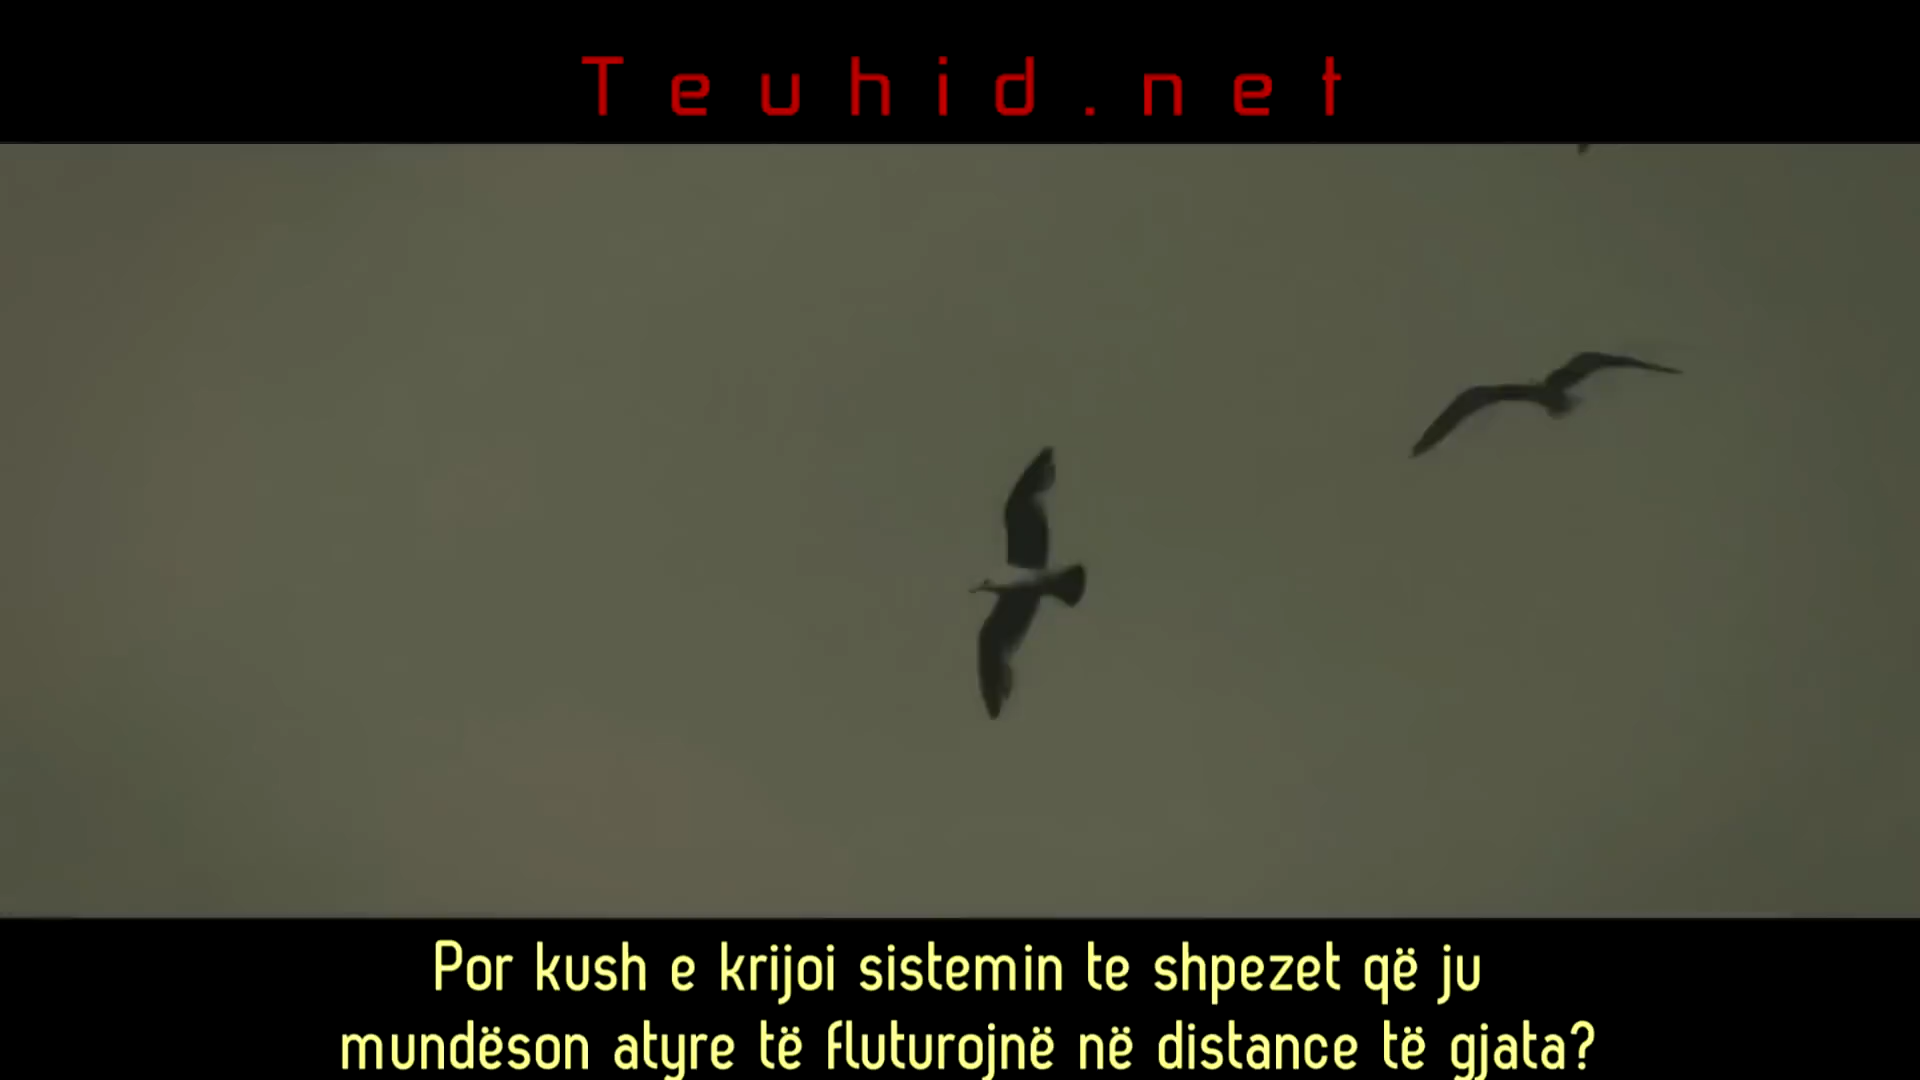 Teuhid.net
Por kush e krijoi sistemin te shpezet që ju
mundëson atyre të fluturojnë në distance të gjata?